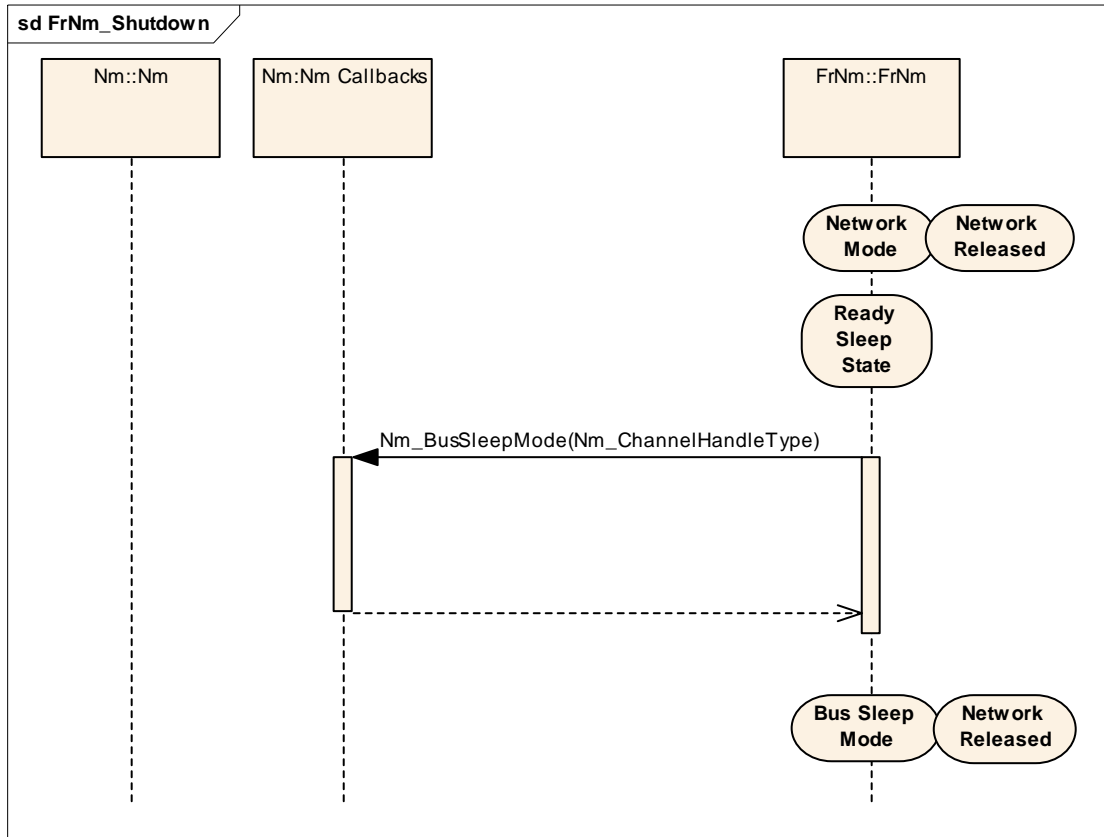 sd FrNm_Shutdown
Nm::Nm
Nm:Nm Callbacks
FrNm::FrNm
Network
Mode
Network
Released
Ready
Sleep
State
Nm_BusSleepMode(Nm_ChannelHandleType)
Bus Sleep
Mode
Network
Released